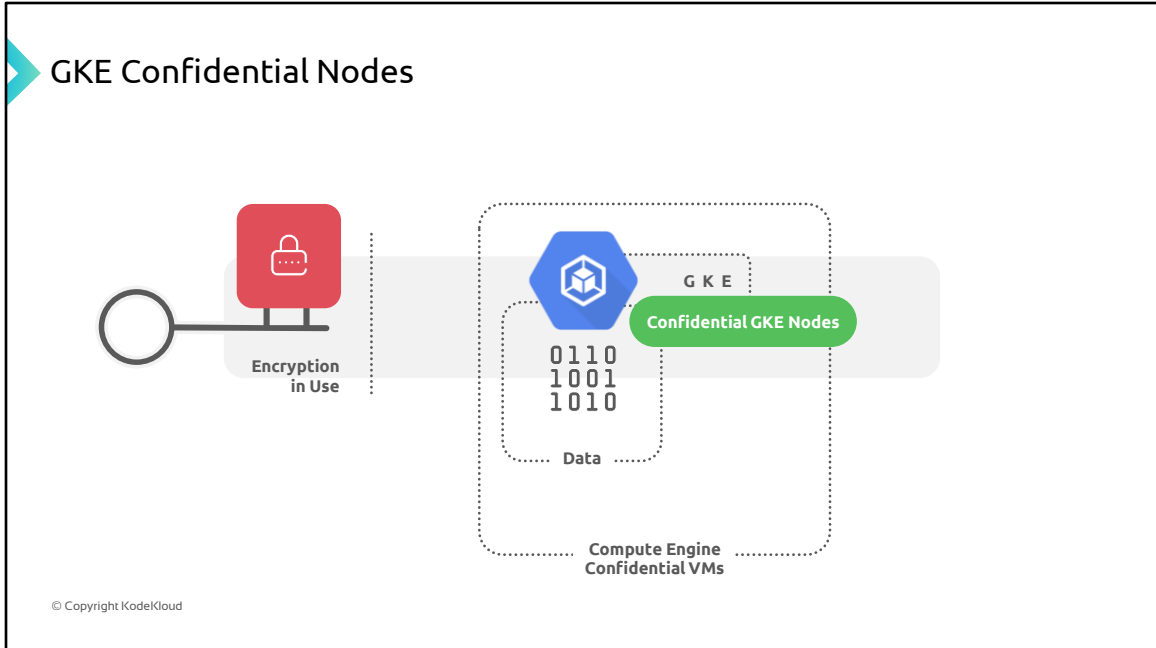 GKE Confidential Nodes
Encryption
in Use
G K E
Confidential GKE Nodes
0110
1001
1010
Data
Compute Engine
Confidential VMs
© Copyright KodeKloud